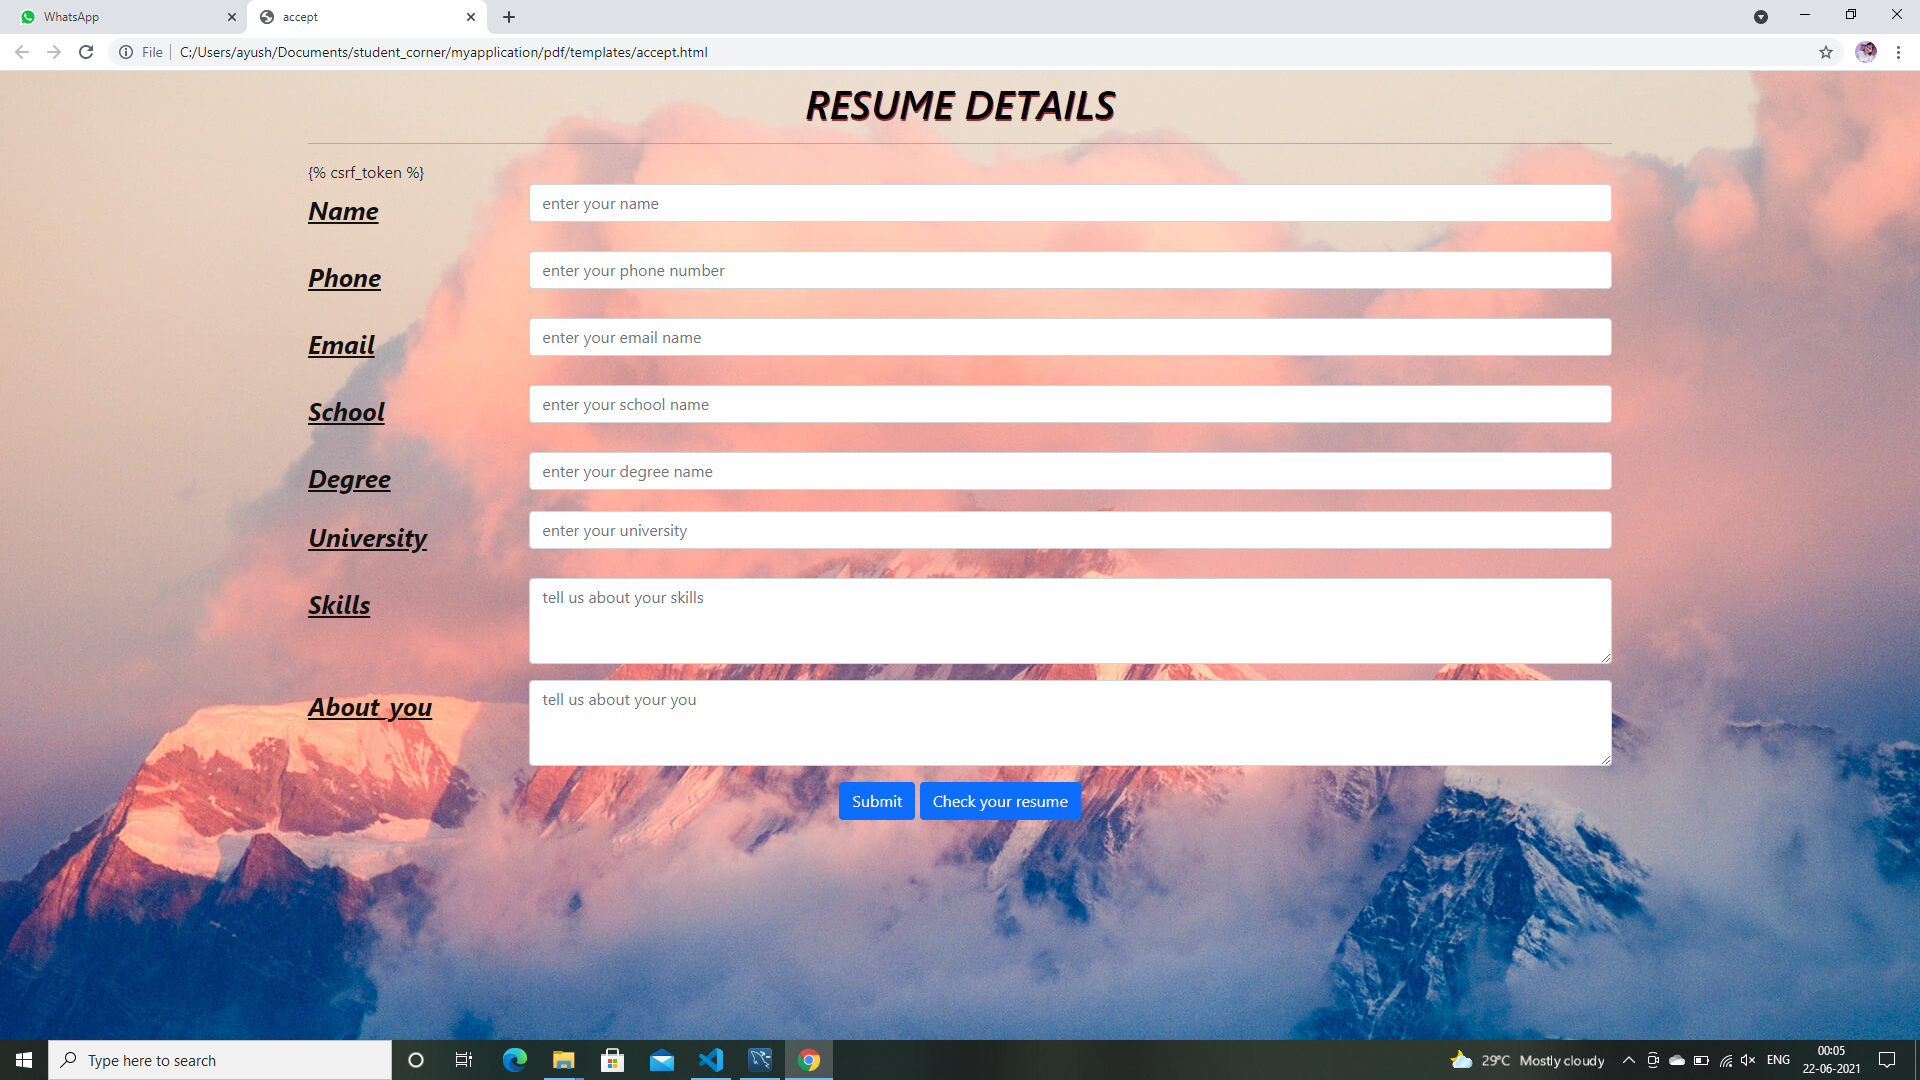 WhatsApp
accept
File
C:/Users/ayush/Documents/student_corner/myapplication/pdf/templates/accept.html
RESUME DETAILS
{% csrf_token %}
Name
enter your name
Phone
enter your phone number
Email
enter your email name
School
enter your school name
Degree
enter your degree name
University
enter your university
Skills
tell us about your skills
About you
tell us about your you
Submit
Check your resume
Type here to search
29°C Mostly cloudy
ENG
00:05
22-06-2021